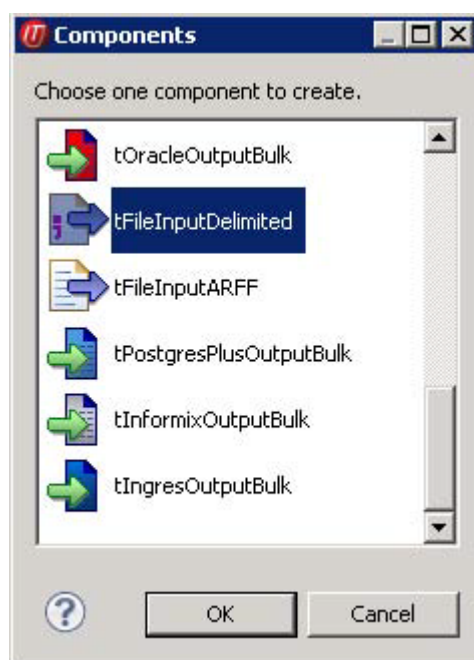 Components
Choose one component to create.
tOracleOutputBulk
tFileInputDelimited
tFileInputARFF
tPostgresPlusOutputBulk
tInformixOutputBulk
tIngresOutputBulk
?
OK
Cancel